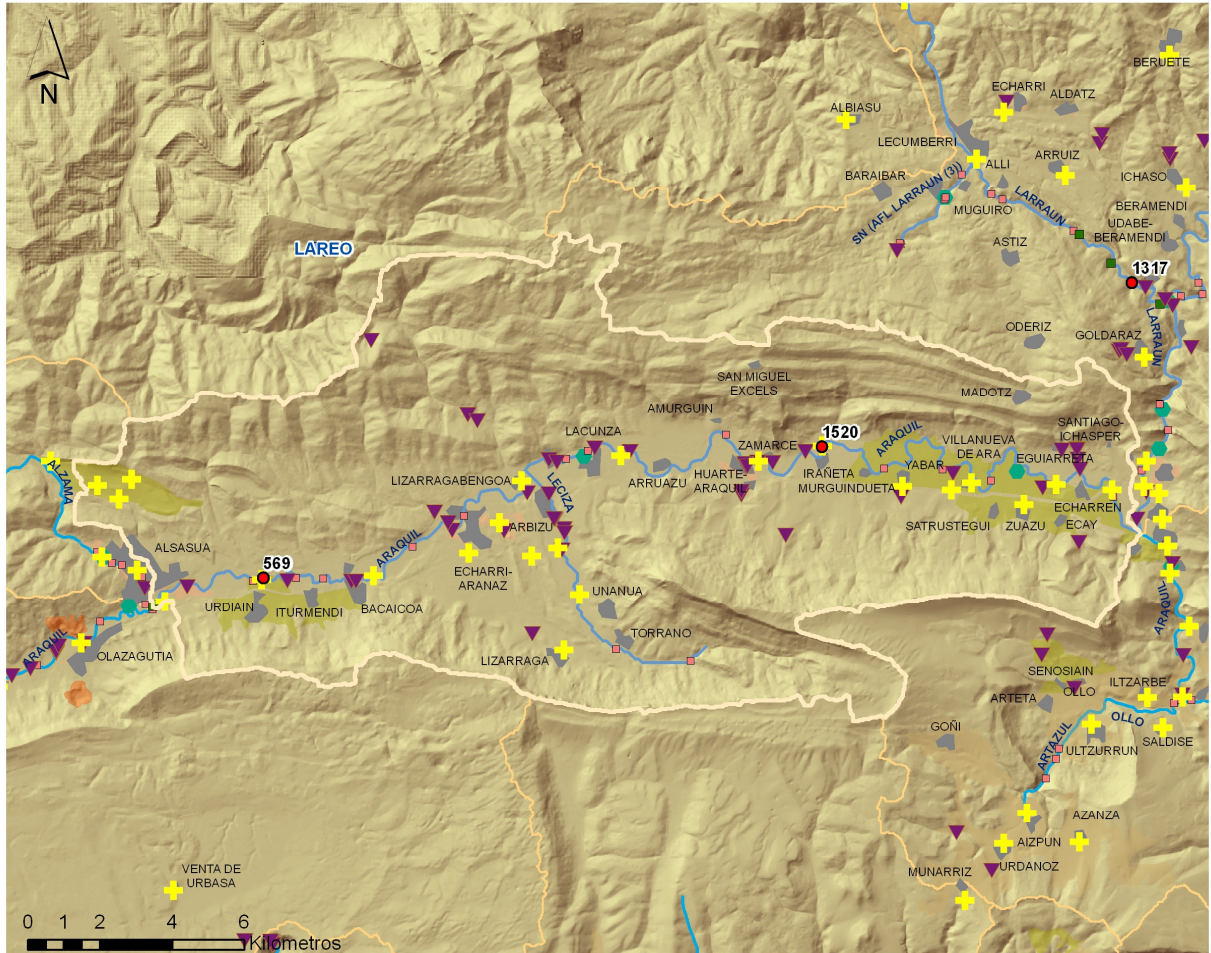 N
BERUETE
ECHARRI
ALDATZ
ALBIASU
LECUMBERRI
ALLI
ARRUIZ
BARAIBAR
ICHASO
SN (AFL LARRAUN (3))
MUGUIRO
LARRAUN
BERAMENDI
UDABE-
BERAMENDI
ASTIZ
LAREO
1317
ODERIZ
GOLDARAZ
LARRAUN
SAN MIGUEL
EXCELS
MADOTZ
AMURGUIN
SANTIAGO-
ICHASPER
LACUNZA
1520
ZAMARCE
ARAQUIL
VILLANUEVA
DE ARA
EGUIARRETA
YABAR
ALZAMA
LIZARRAGABENGOA
LECIZA
ARRUAZU
HUARTE-
ARAQUIL
IRAÑETA
MURGUINDUETA
ECHARREN
ARBIZU
SATRUSTEGUI
ZUAZU
ECAY
ALSASUA
ARAQUIL
569
ECHARRI-
ARANAZ
URDIAIN
ITURMENDI
BACAICOA
UNANUA
ARAQUIL
ARAQUIL
OLAZAGUTIA
TORRANO
LIZARRAGA
SENOSIAIN
ILTZARBE
ARTETA
OLLO
OLLO
GOÑI
ARTAZUL
ULTZURRUN
SALDISE
AZANZA
AIZPUN
VENTA DE
URBASA
MUNARRIZ
URDANOZ
0 1 2 4 6
Kilometros